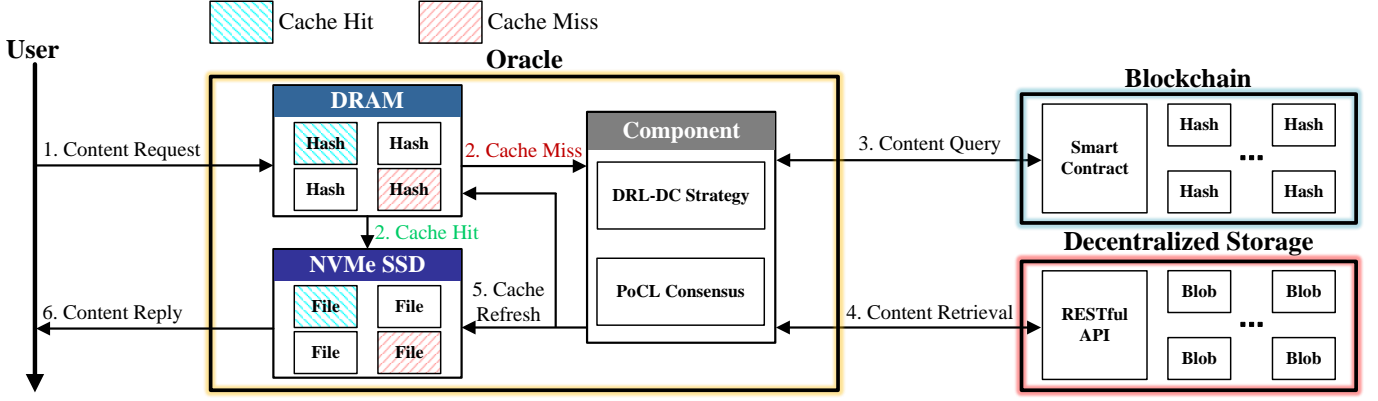 Cache Hit
Cache Miss
User
Oracle
Blockchain
DRAM
Hash
Hash
Hash
Hash
1. Content Request
2. Cache Miss
2. Cache Hit
Component
DRL-DC Strategy
PoCL Consensus
3. Content Query
Smart
Contract
Hash
Hash
...
Hash
Hash
NVMe SSD
File
File
File
File
5. Cache
Refresh
6. Content Reply
4. Content Retrieval
Decentralized Storage
RESTful
API
Blob
Blob
...
Blob
Blob